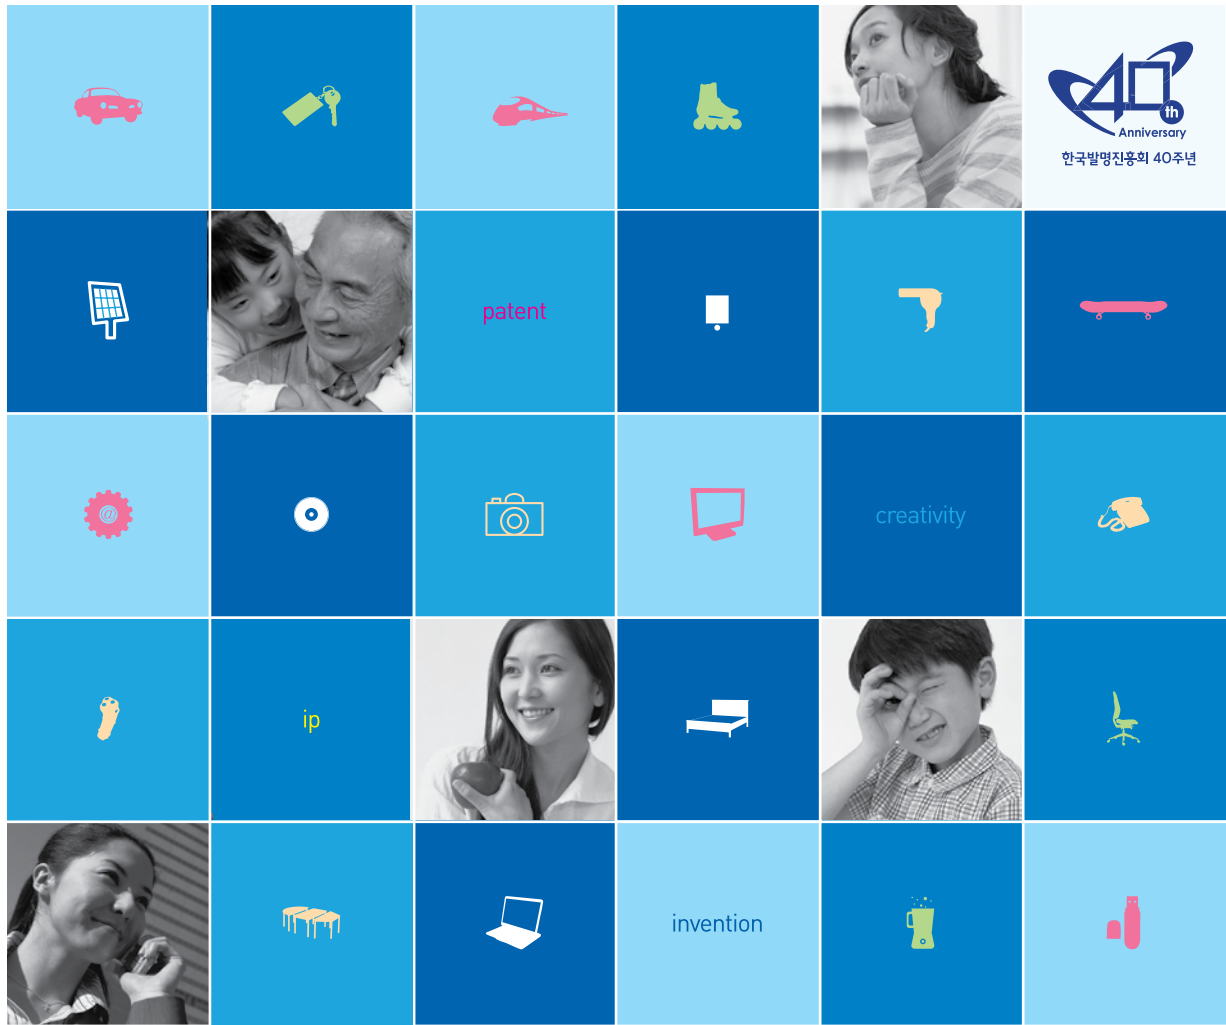 40th
Anniversary
한국발명진흥회 40주년
patent
@
creativity
ip
invention